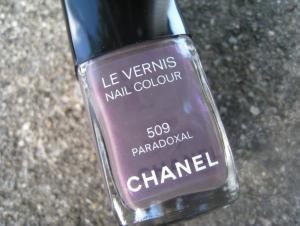 LE VERNIS
NAIL COLOUR
509
PARADOXAL
CHANEL